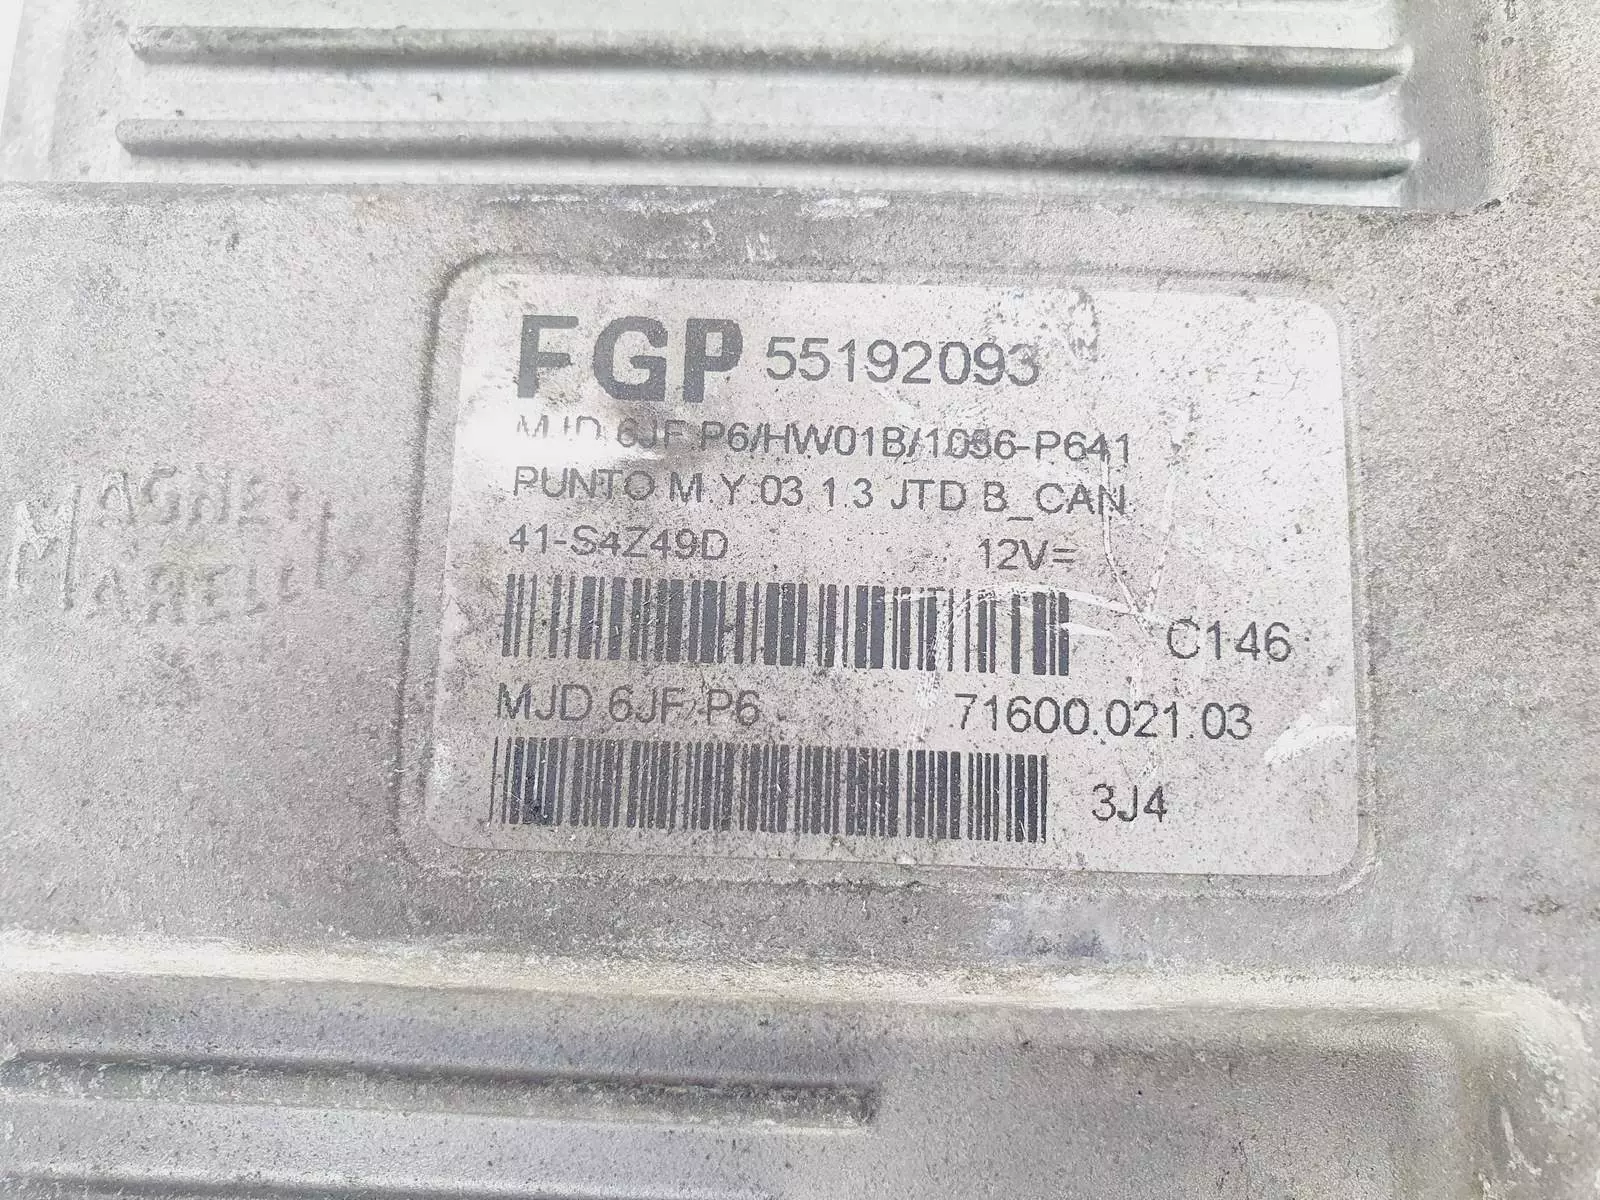 FGP 55192093
MJD 6JF.P6/HW01B/1056-P641
PUNTO M.Y.03 1.3 JTD B_CAN
41-S4Z49D 12V=
C146
MJD 6JF.P6 71600.021.03
3J4
MAGNETI
MARELLI